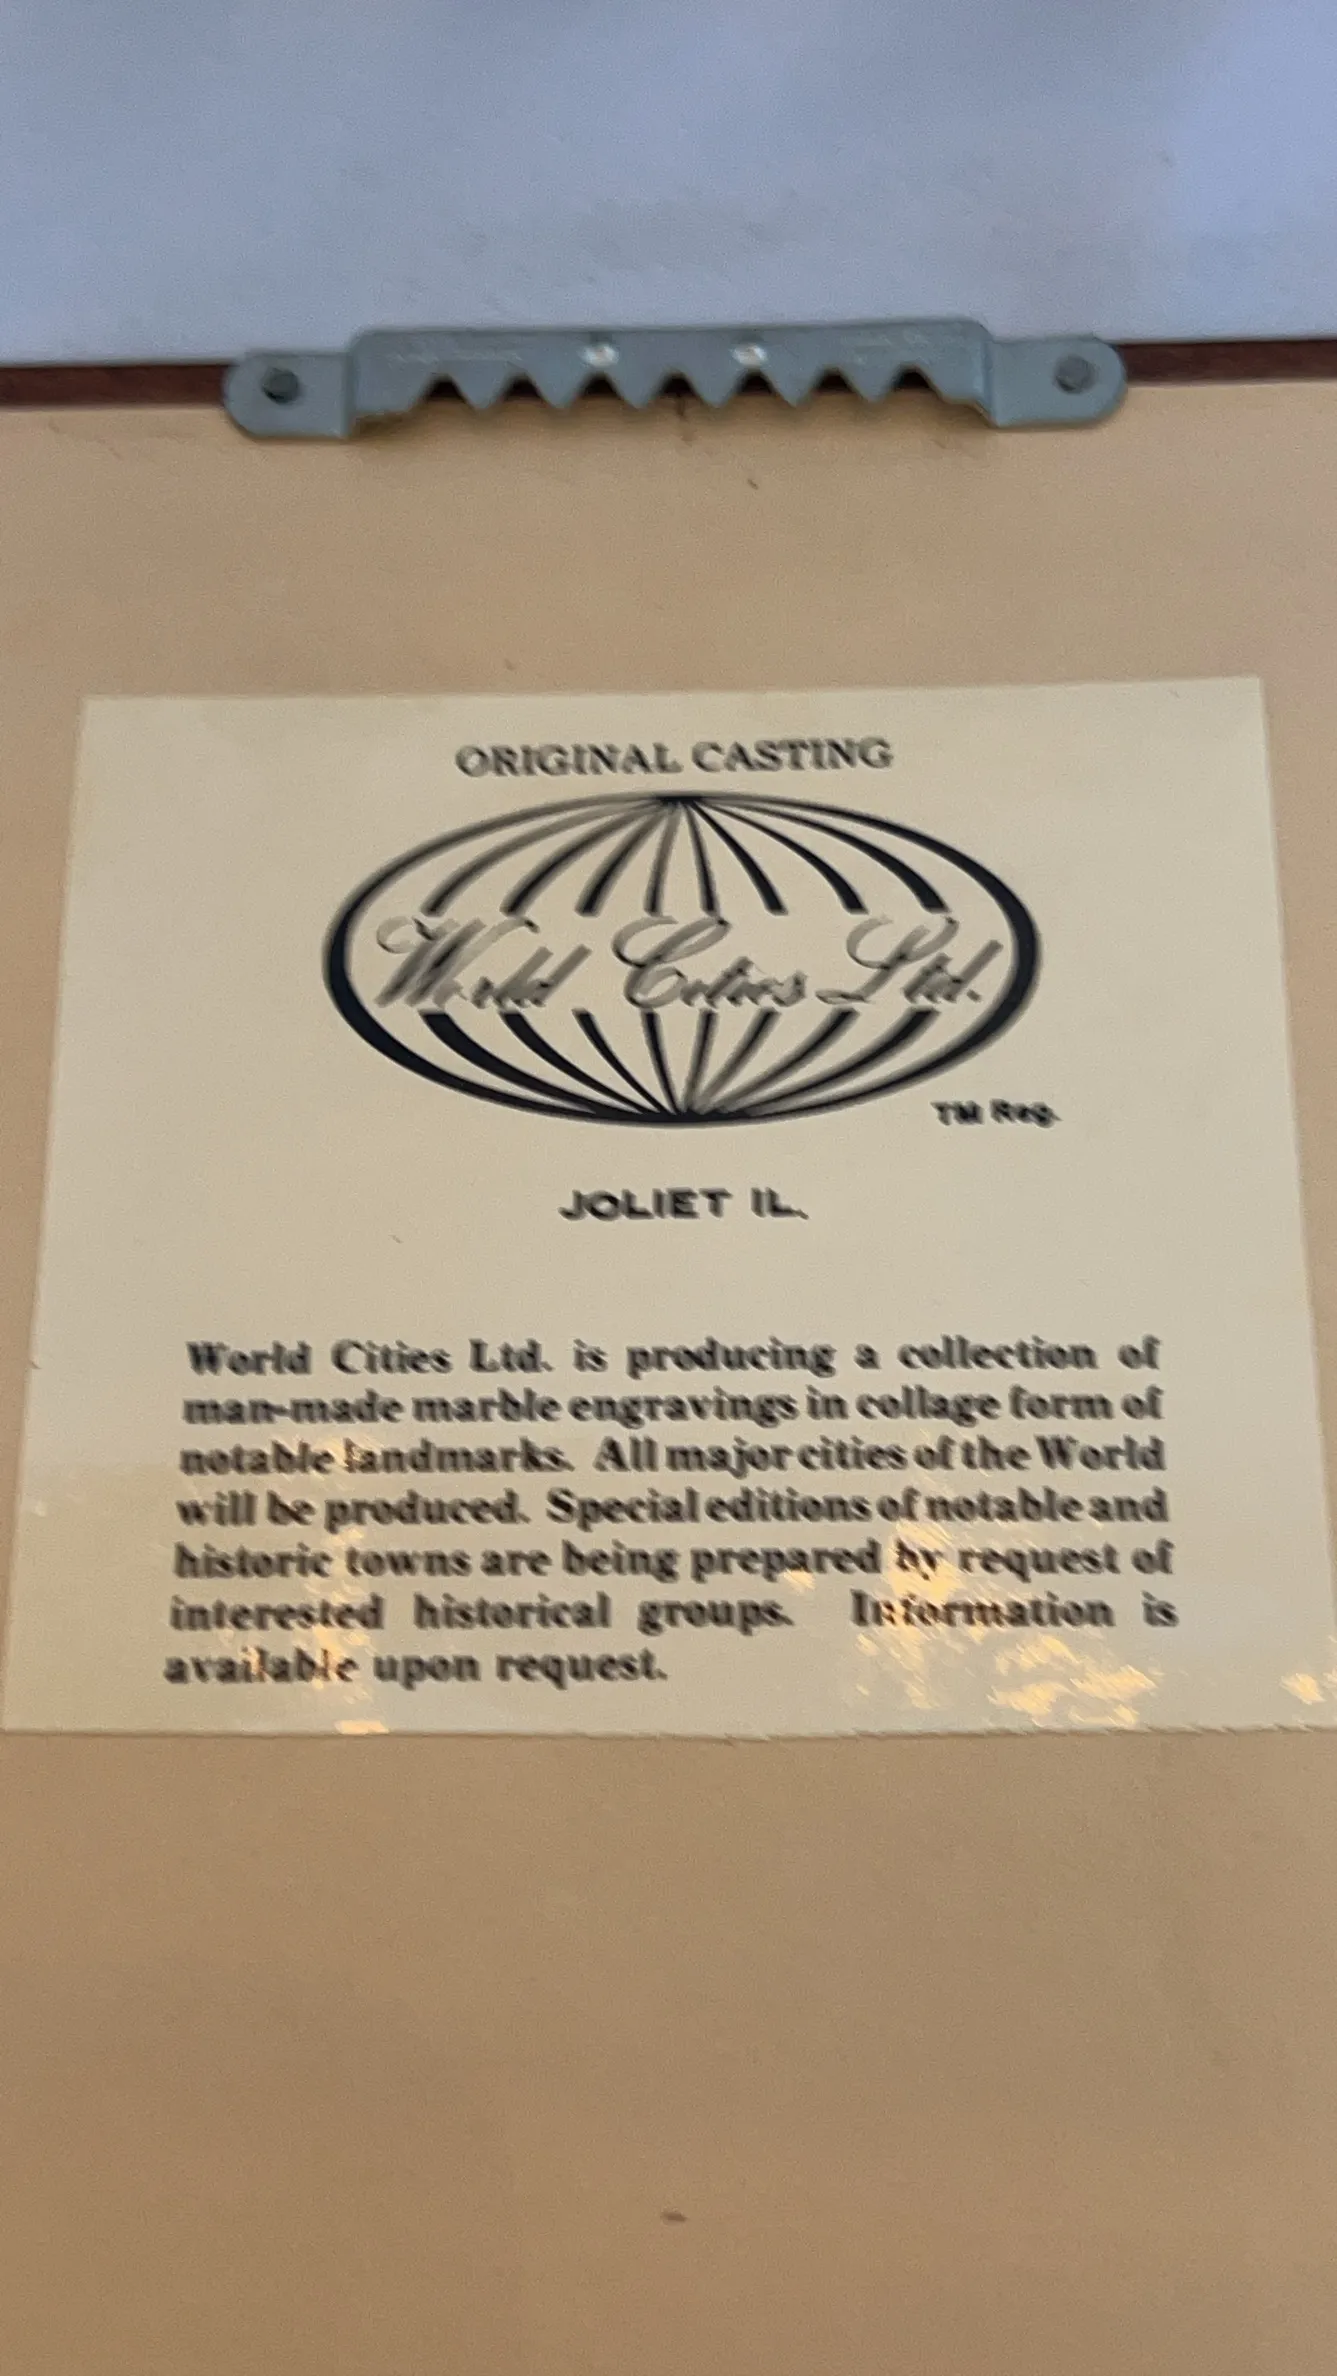 ORIGINAL CASTING
World Cities Ltd.
TM Reg.
JOLIET IL.
World Cities Ltd. is producing a collection of
man-made marble engravings in collage form of
notable landmarks. All major cities of the World
will be produced. Special editions of notable and
historic towns are being prepared by request of
interested historical groups. Information is
available upon request.